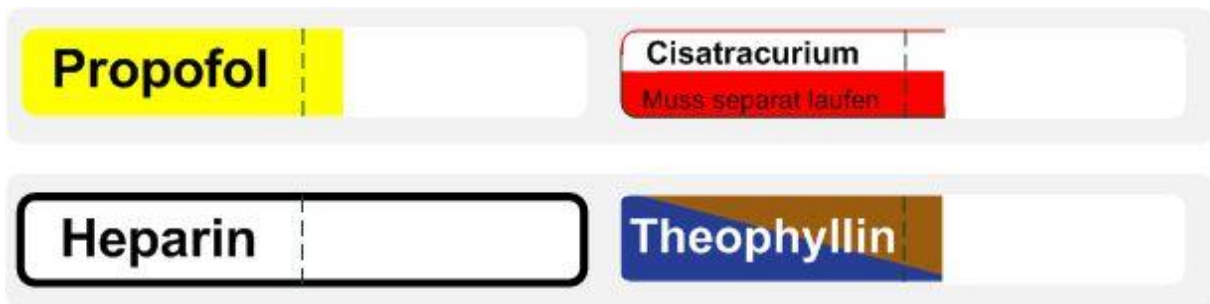 Propofol
Cisatracurium
Muss separat laufen
Heparin
Theophyllin